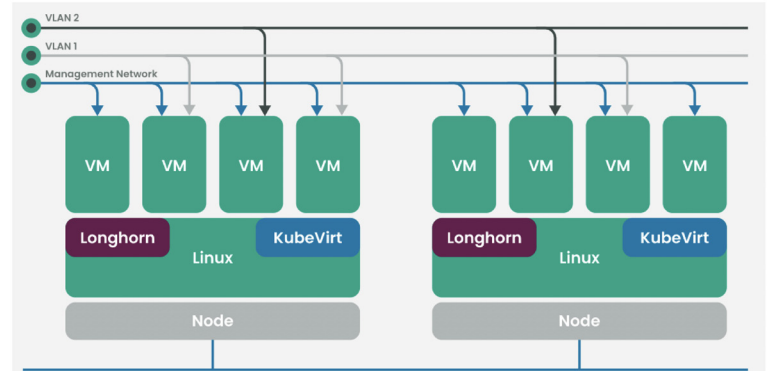 VLAN 2
VLAN 1
Management Network
VM VM VM VM VM VM VM VM
Longhorn KubeVirt Longhorn KubeVirt
Linux Linux
Node Node